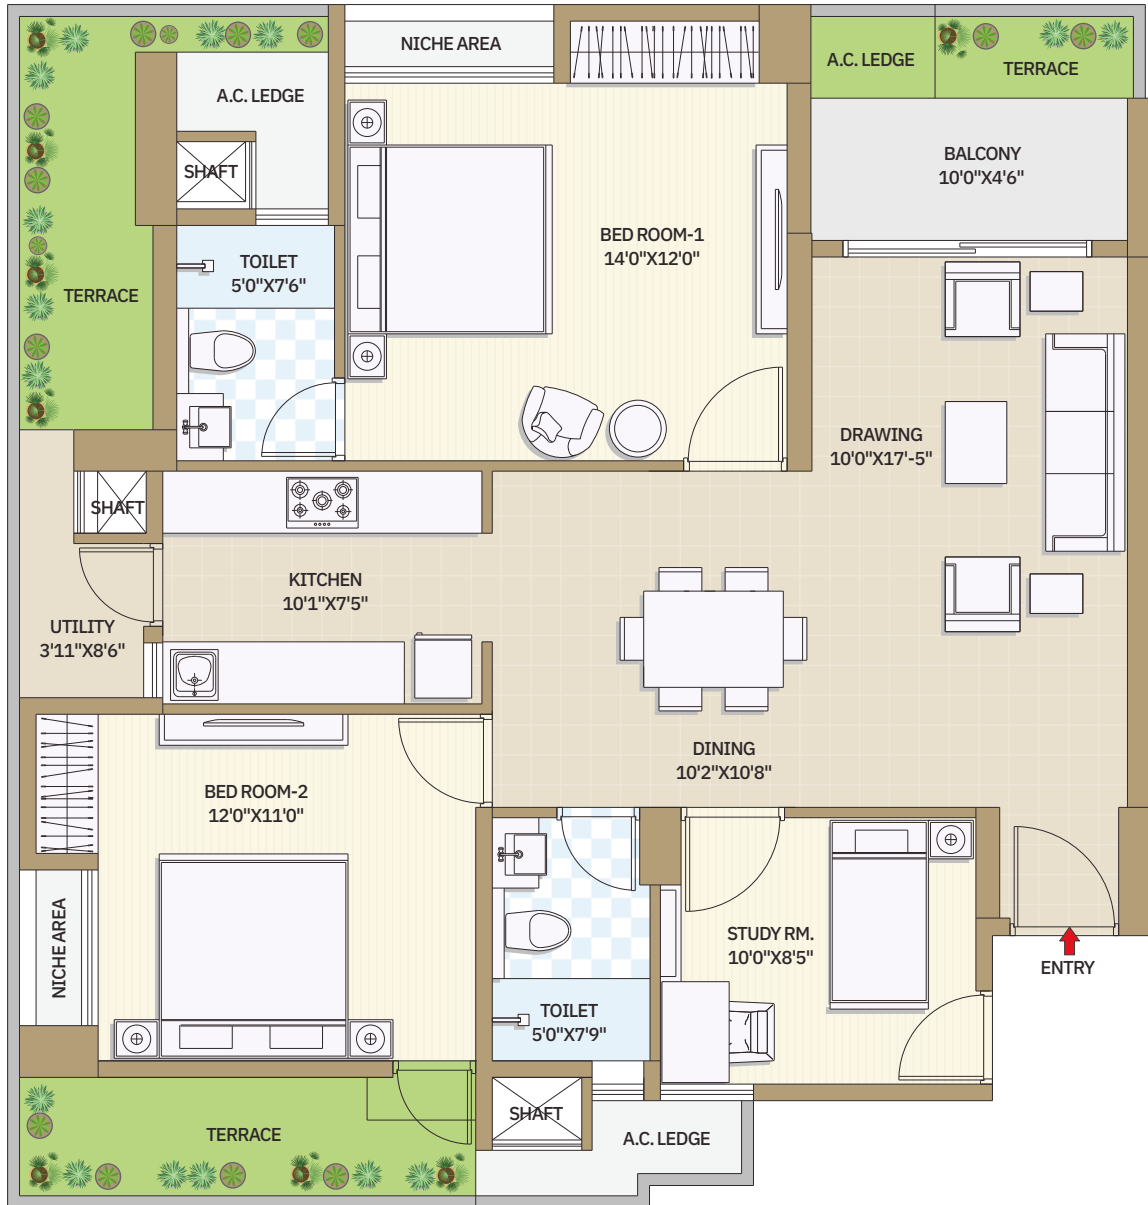 NICHE AREA
A.C. LEDGE
TERRACE
A.C. LEDGE
SHAFT
BALCONY
10'0"X4'6"
BED ROOM-1
14'0"X12'0"
TOILET
5'0"X7'6"
TERRACE
DRAWING
10'0"X17'-5"
SHAFT
KITCHEN
10'1"X7'5"
UTILITY
3'11"X8'6"
DINING
10'2"X10'8"
BED ROOM-2
12'0"X11'0"
NICHE AREA
STUDY RM.
10'0"X8'5"
ENTRY
TOILET
5'0"X7'9"
SHAFT
A.C. LEDGE
TERRACE